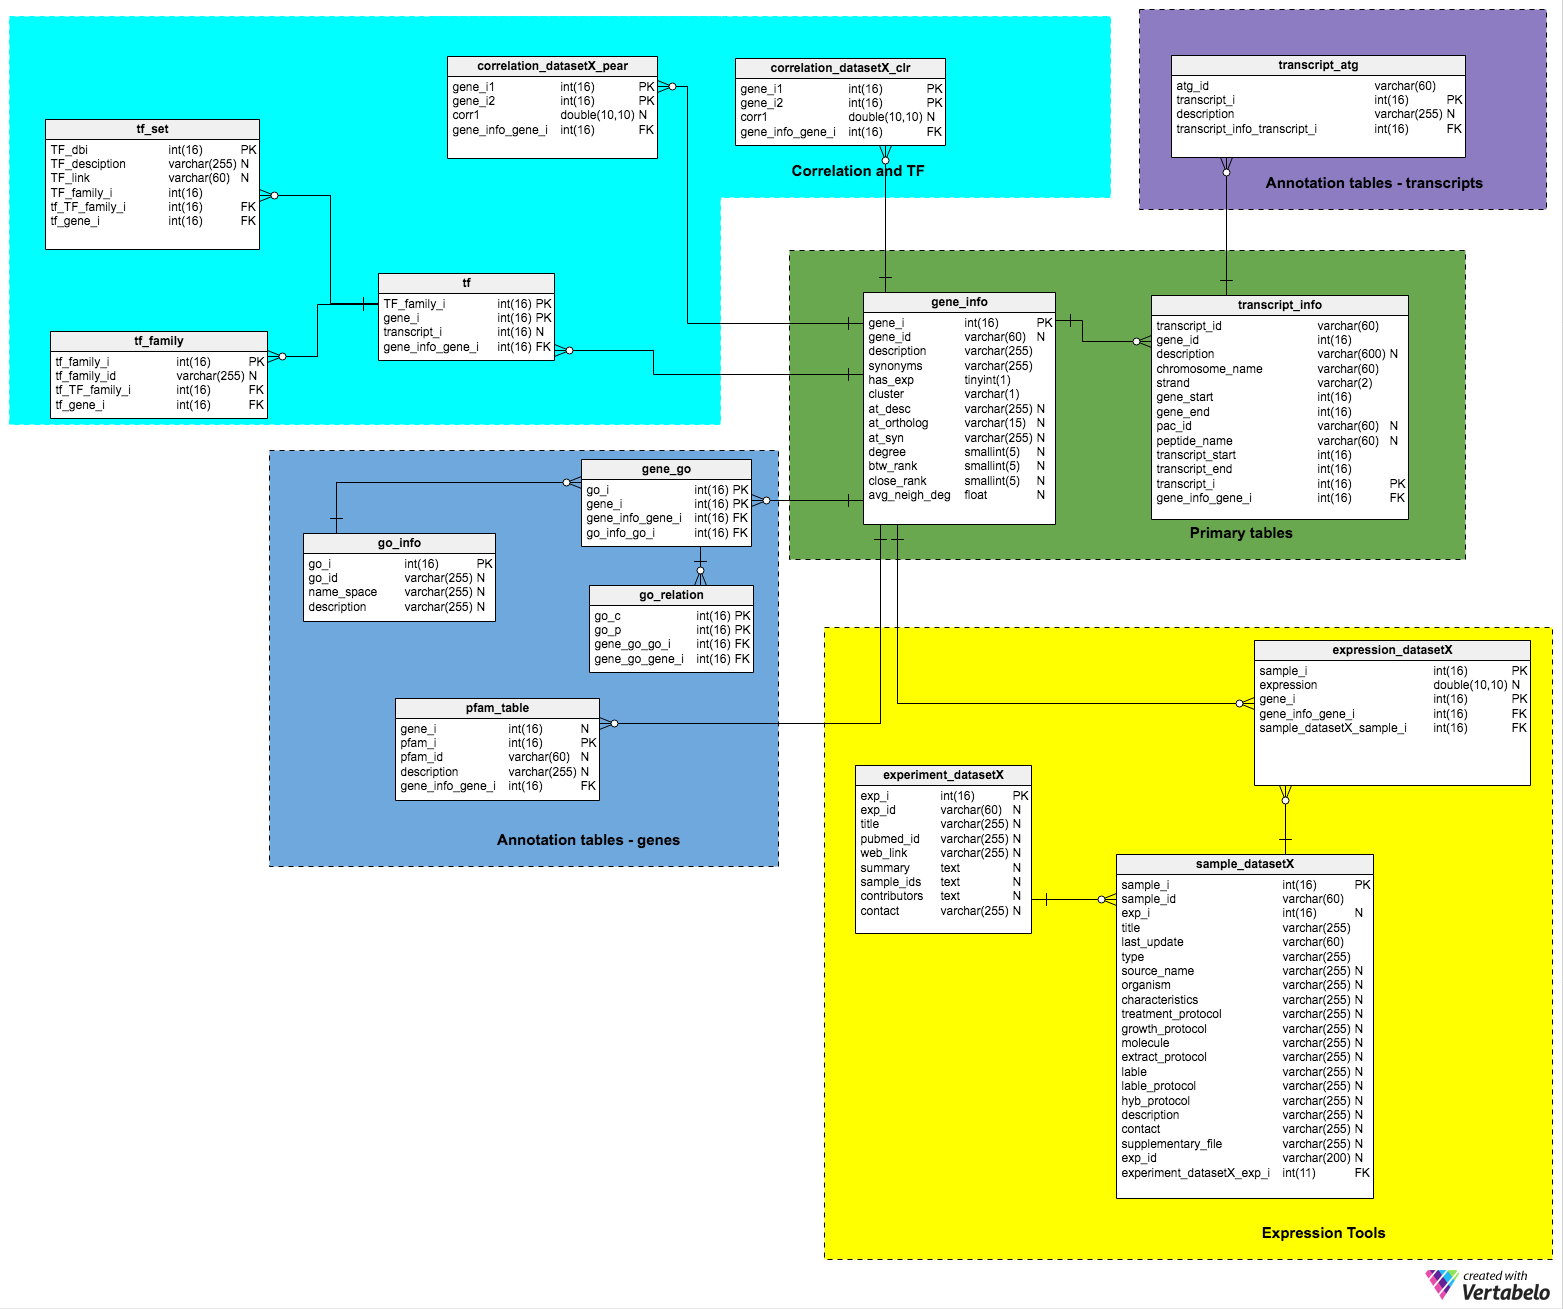 correlation_datasetX_pear
gene_i1 int(16) PK
gene_i2 int(16) PK
corr1 double(10,10) N
gene_info_gene_i int(16) FK
correlation_datasetX_clr
gene_i1 int(16) PK
gene_i2 int(16) PK
corr1 double(10,10) N
gene_info_gene_i int(16) FK
Correlation and TF
transcript_atg
atg_id varchar(60)
transcript_i int(16) PK
description varchar(255) N
transcript_info_transcript_i int(16) FK
Annotation tables - transcripts
tf_set
TF_dbi int(16) PK
TF_desciption varchar(255) N
TF_link varchar(60) N
TF_family_i int(16)
tf_TF_family_i int(16) FK
tf_gene_i int(16) FK
tf
TF_family_i int(16) PK
gene_i int(16) PK
transcript_i int(16) N
gene_info_gene_i int(16) FK
tf_family
tf_family_i int(16) PK
tf_family_id varchar(255) N
tf_TF_family_i int(16) FK
tf_gene_i int(16) FK
gene_info
gene_i int(16) PK
gene_id varchar(60) N
description varchar(255)
synonyms varchar(255)
has_exp tinyint(1)
cluster varchar(1)
at_desc varchar(255) N
at_ortholog varchar(15) N
at_syn varchar(255) N
degree smallint(5) N
btw_rank smallint(5) N
close_rank smallint(5) N
avg_neigh_deg float N
transcript_info
transcript_id varchar(60)
gene_id int(16)
description varchar(600) N
chromosome_name varchar(60)
strand varchar(2)
gene_start int(16)
gene_end int(16)
pac_id varchar(60) N
peptide_name varchar(60) N
transcript_start int(16)
transcript_end int(16)
transcript_i int(16) PK
gene_info_gene_i int(16) FK
Primary tables
gene_go
go_i int(16) PK
gene_i int(16) PK
gene_info_gene_i int(16) FK
go_info_go_i int(16) FK
go_info
go_i int(16) PK
go_id varchar(255) N
name_space varchar(255) N
description varchar(255) N
go_relation
go_c int(16) PK
go_p int(16) PK
gene_go_go_i int(16) FK
gene_go_gene_i int(16) FK
pfam_table
gene_i int(16) N
pfam_i int(16) PK
pfam_id varchar(60) N
description varchar(255) N
gene_info_gene_i int(16) FK
Annotation tables - genes
expression_datasetX
sample_i int(16) PK
expression double(10,10) N
gene_i int(16) PK
gene_info_gene_i int(16) FK
sample_datasetX_sample_i int(16) FK
experiment_datasetX
exp_i int(16) PK
exp_id varchar(60) N
title varchar(255) N
pubmed_id varchar(255) N
web_link varchar(255) N
summary text N
sample_ids text N
contributors text N
contact varchar(255) N
sample_datasetX
sample_i int(16) PK
sample_id varchar(60)
exp_i int(16) N
title varchar(255)
last_update varchar(60)
type varchar(255)
source_name varchar(255) N
organism varchar(255) N
characteristics varchar(255) N
treatment_protocol varchar(255) N
growth_protocol varchar(255) N
molecule varchar(255) N
extract_protocol varchar(255) N
lable varchar(255) N
lable_protocol varchar(255) N
hyb_protocol varchar(255) N
description varchar(255) N
contact varchar(255) N
supplementary_file varchar(255) N
exp_id varchar(200) N
experiment_datasetX_exp_i int(11) FK
Expression Tools
created with
Vertabelo